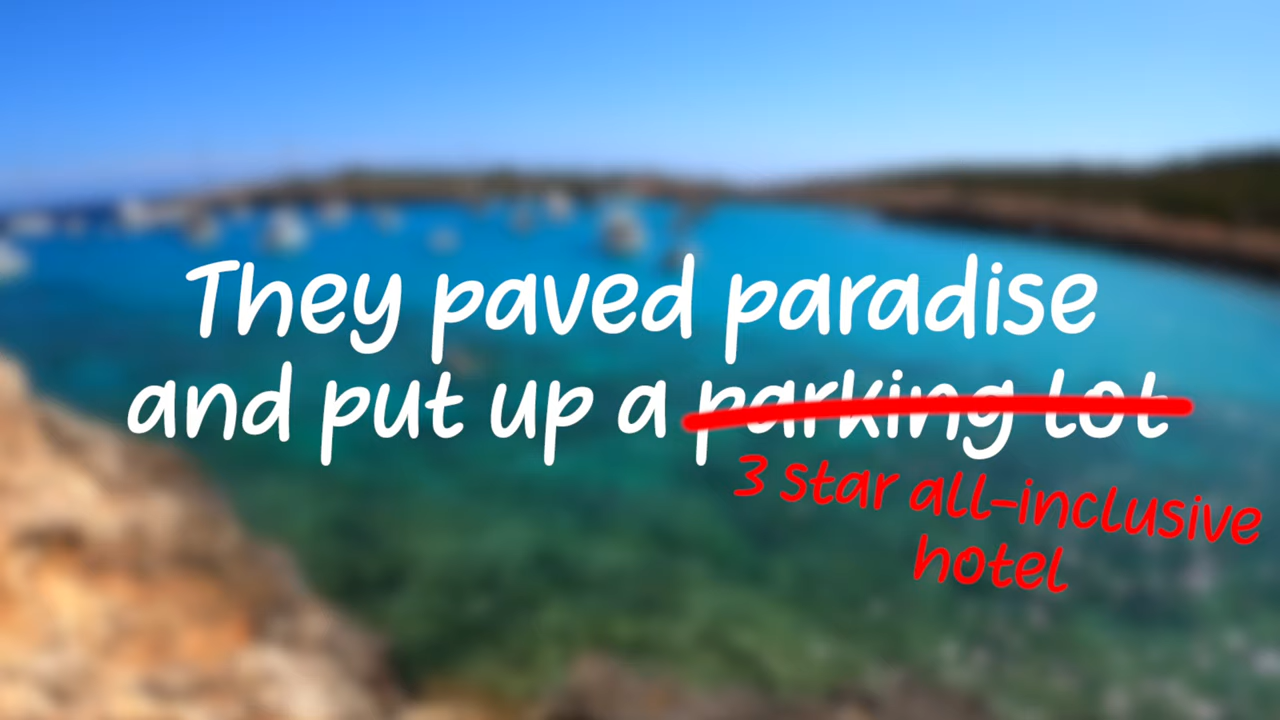 They paved paradise
and put up a parking lot
3 star all-inclusive
hotel